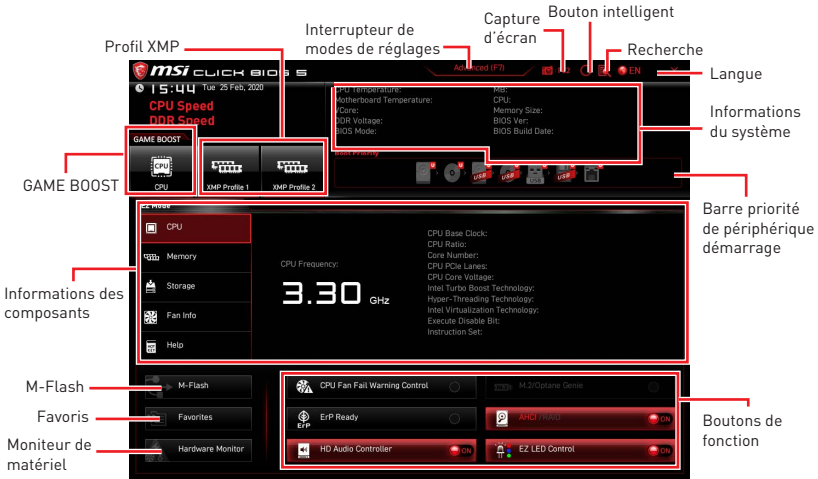 Interrupteur de
modes de réglages
Capture
d'écran
Bouton intelligent
Recherche
Profil XMP
Langue
msi CLICK BIOS 5
Advanced (F7)
F12
EN
X
15:44 Tue 25 Feb, 2020
CPU Speed
DDR Speed
CPU Temperature:
Motherboard Temperature:
VCore:
DDR Voltage:
BIOS Mode:
MB:
CPU:
Memory Size:
BIOS Ver:
BIOS Build Date:
Informations
du système
GAME BOOST
CPU
CPU
XMP Profile 1
XMP Profile 2
Boot Priority
U
U
U
USB
U
USB
U
USB
U
USB
U
GAME BOOST
Barre priorité
de périphérique
démarrage
EZ Mode
CPU
Memory
Storage
Fan Info
Help
CPU Frequency:
3.30 GHz
CPU Base Clock:
CPU Ratio:
Core Number:
CPU PCIe Lanes:
CPU Core Voltage:
Intel Turbo Boost Technology:
Hyper-Threading Technology:
Intel Virtualization Technology:
Execute Disable Bit:
Instruction Set:
Informations des
composants
M-Flash
M-Flash
Favoris
Favorites
Moniteur de
matériel
Hardware Monitor
CPU Fan Fail Warning Control
M.2/Optane Genie
ErP
ErP Ready
AHCI /RAID
ON
HD Audio Controller
ON
EZ LED Control
ON
Boutons de
fonction